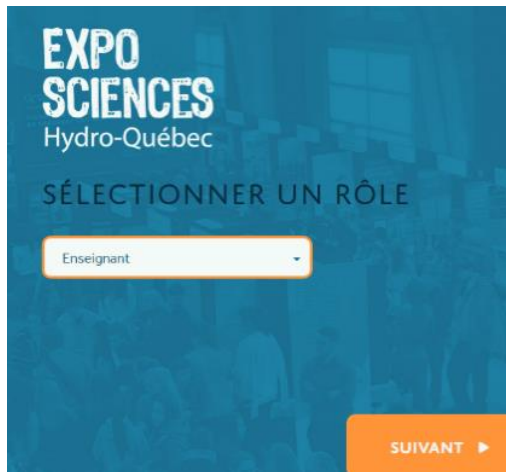 EXPO
SCIENCES
Hydro-Québec
SÉLECTIONNER UN RÔLE
Enseignant
SUIVANT